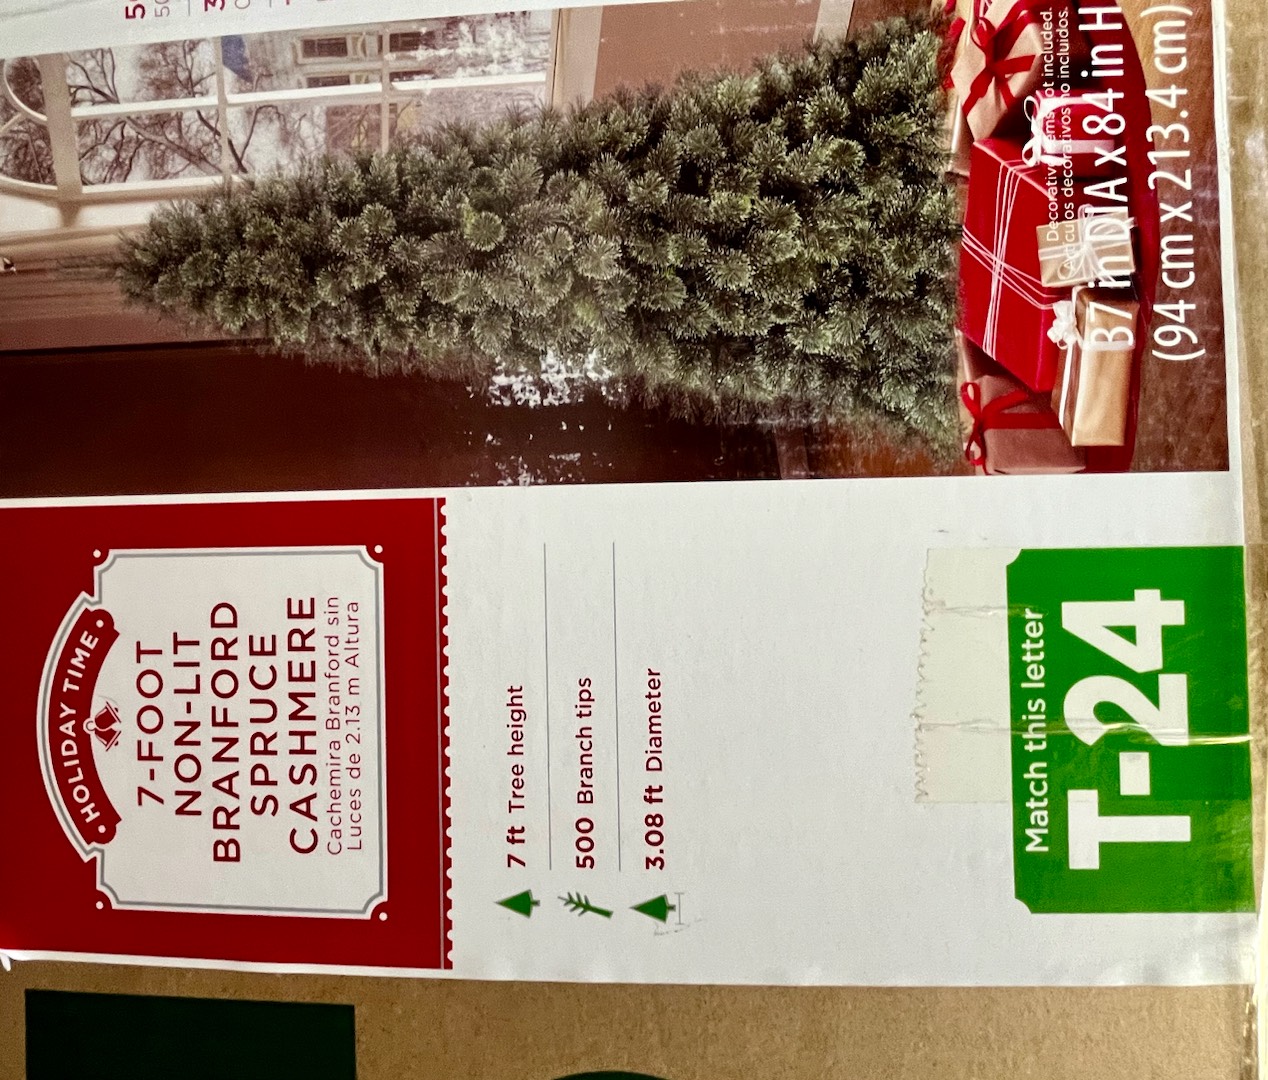 HOLIDAY TIME
7-FOOT
NON-LIT
BRANFORD
SPRUCE
CASHMERE
Cachemira Branford sin
Luces de 2.13 m Altura
7 ft Tree height
500 Branch tips
3.08 ft Diameter
Match this letter
T-24
Decorative items not included.
Artículos decorativos no incluidos.
37 in DIA x 84 in H
(94 cm x 213.4 cm)